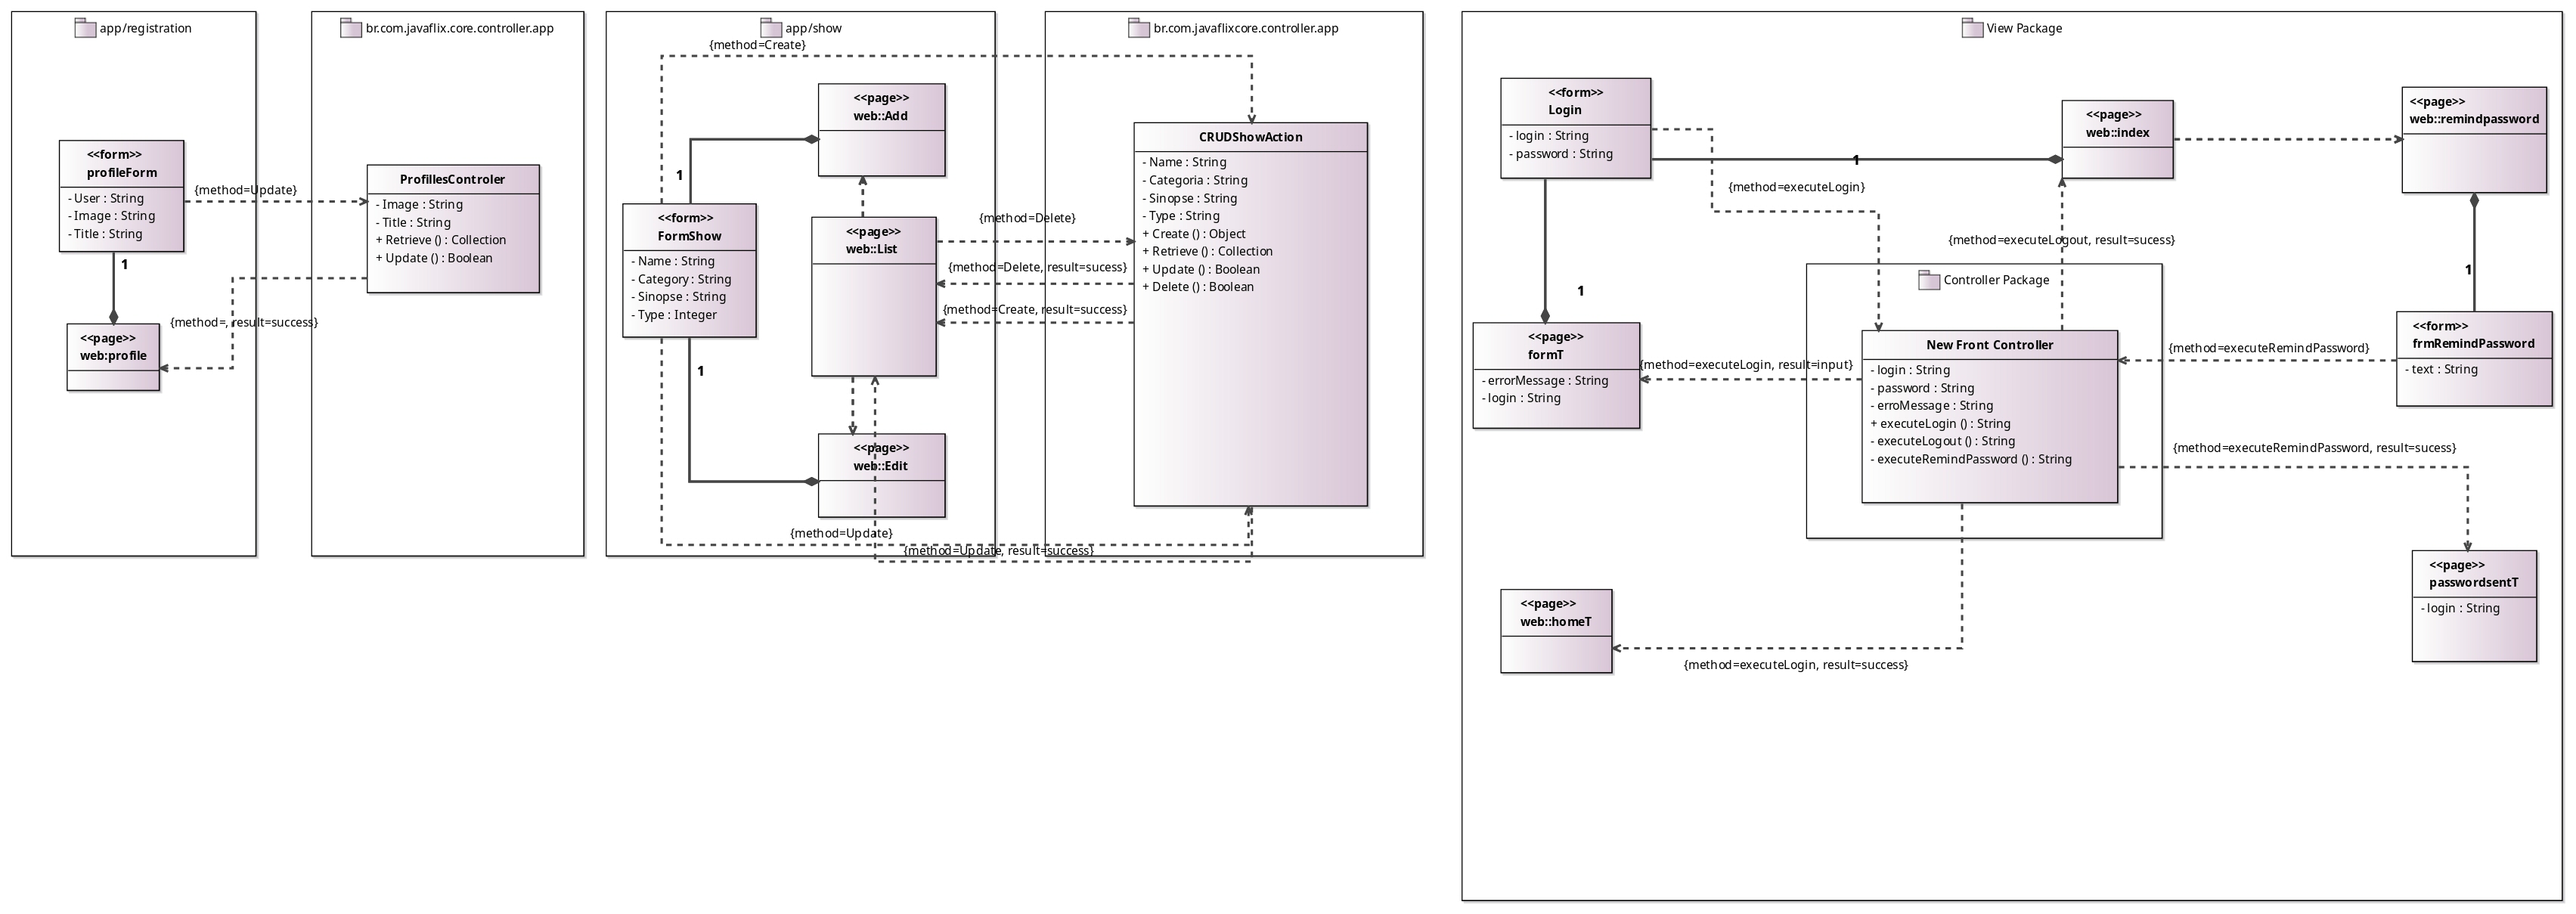 app/registration
<<form>>
profileForm
- User : String
- Image : String
- Title : String
1
{method=Update}
{method=, result=success}
<<page>>
web:profile
br.com.javaflix.core.controller.app
ProfillesControler
- Image : String
- Title : String
+ Retrieve () : Collection
+ Update () : Boolean
app/show
{method=Create}
<<page>>
web::Add
1
<<form>>
FormShow
- Name : String
- Category : String
- Sinopse : String
- Type : Integer
<<page>>
web::List
{method=Delete}
{method=Delete, result=sucess}
{method=Create, result=success}
1
<<page>>
web::Edit
{method=Update}
{method=Update, result=success}
br.com.javaflixcore.controller.app
CRUDShowAction
- Name : String
- Categoria : String
- Sinopse : String
- Type : String
+ Create () : Object
+ Retrieve () : Collection
+ Update () : Boolean
+ Delete () : Boolean
View Package
<<form>>
Login
- login : String
- password : String
1
<<page>>
web::index
<<page>>
web::remindpassword
{method=executeLogin}
{method=executeLogout, result=sucess}
1
1
Controller Package
<<page>>
formT
- errorMessage : String
- login : String
{method=executeLogin, result=input}
New Front Controller
- login : String
- password : String
- erroMessage : String
+ executeLogin () : String
- executeLogout () : String
- executeRemindPassword () : String
{method=executeRemindPassword}
<<form>>
frmRemindPassword
- text : String
{method=executeRemindPassword, result=sucess}
<<page>>
passwordsentT
- login : String
<<page>>
web::homeT
{method=executeLogin, result=success}